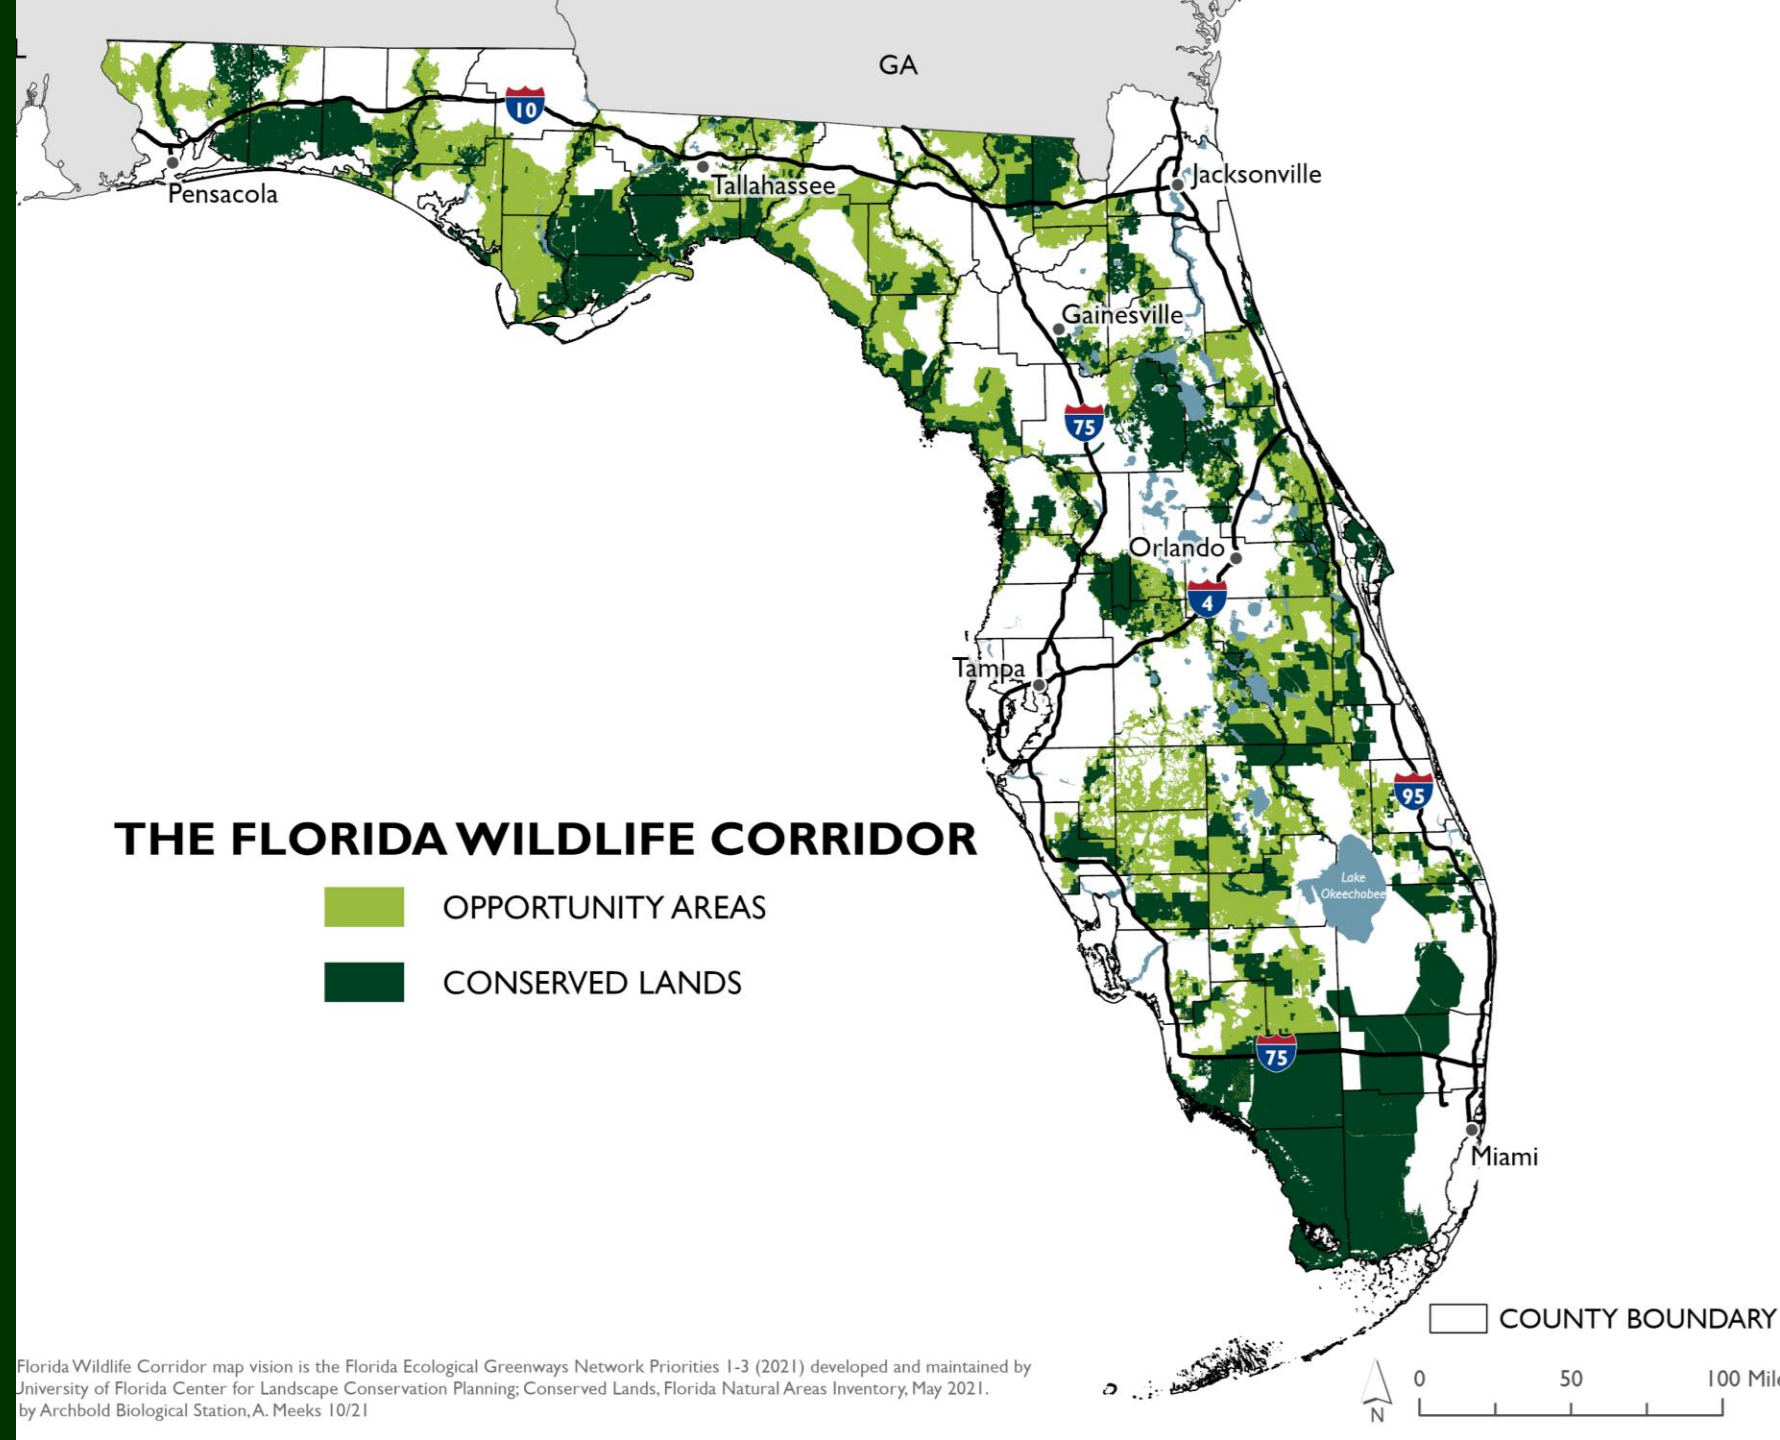 L
GA
10
Jacksonville
Tallahassee
Pensacola
Gainesville
75
Orlando
4
Tampa
95
THE FLORIDA WILDLIFE CORRIDOR
Lake
Okeechobee
OPPORTUNITY AREAS
CONSERVED LANDS
75
Miami
COUNTY BOUNDARY
Florida Wildlife Corridor map vision is the Florida Ecological Greenways Network Priorities 1-3 (2021) developed and maintained by
University of Florida Center for Landscape Conservation Planning; Conserved Lands, Florida Natural Areas Inventory, May 2021.
by Archbold Biological Station, A. Meeks 10/21
N
0 50 100 Mile